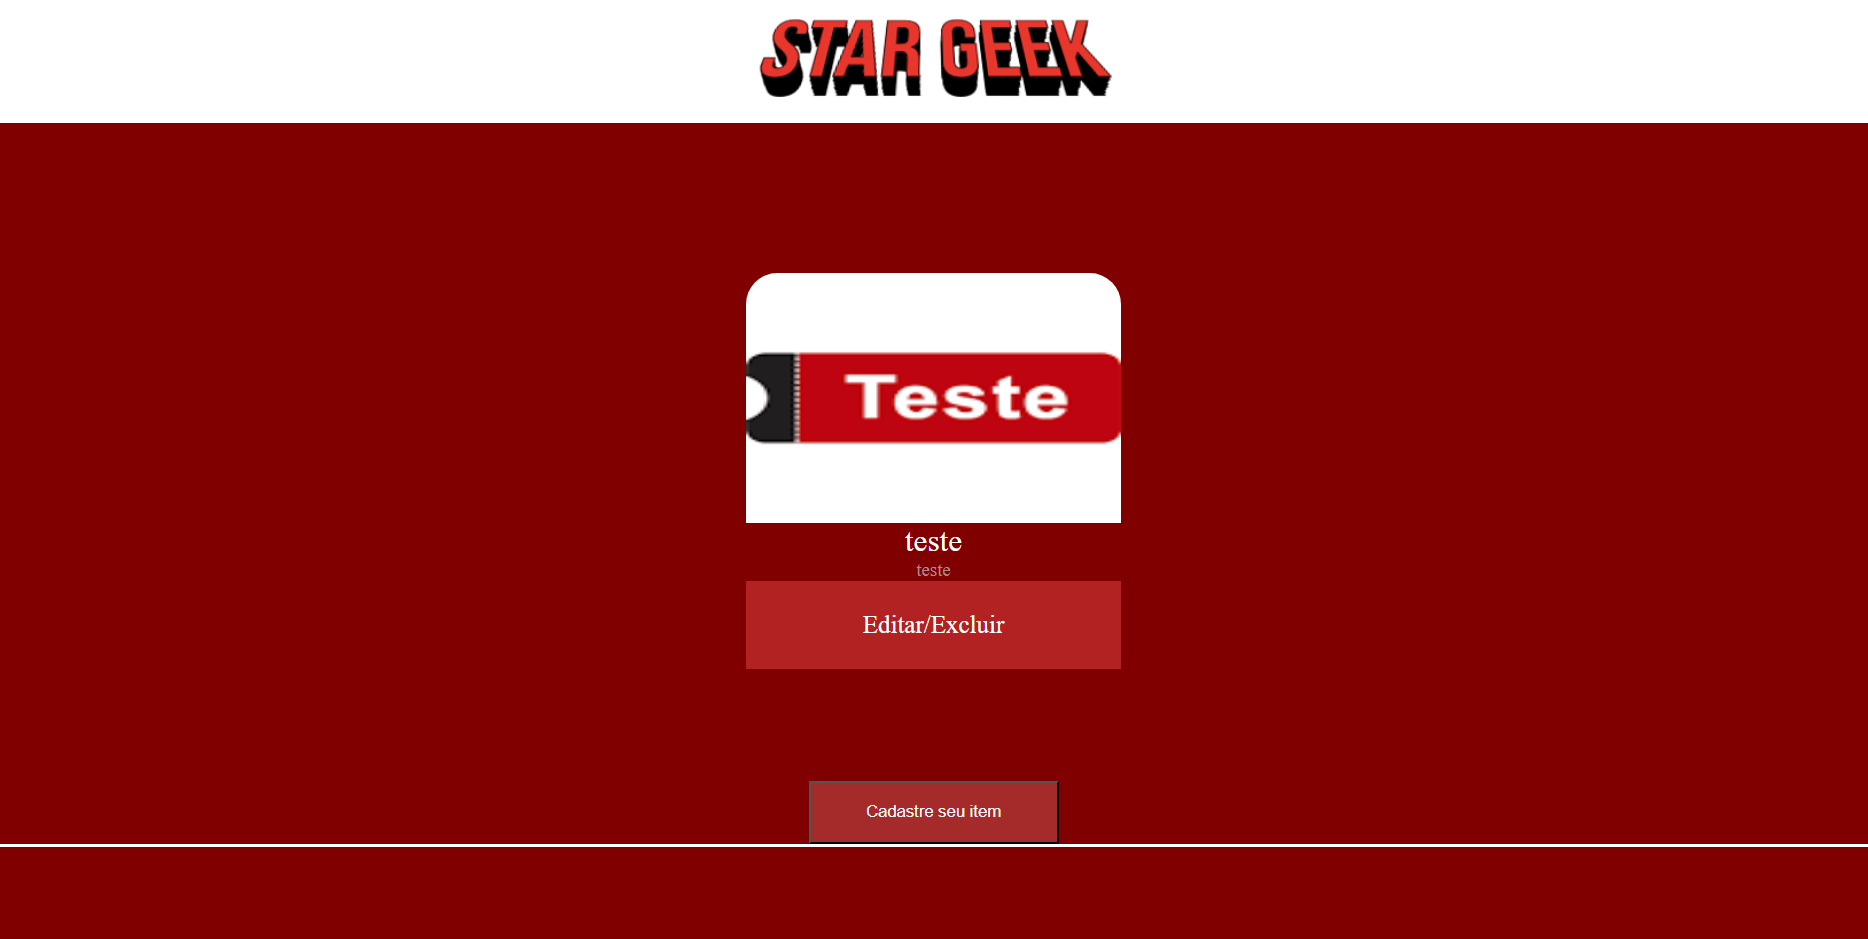 STAR GEEK
Teste
teste
teste
Editar/Excluir
Cadastre seu item